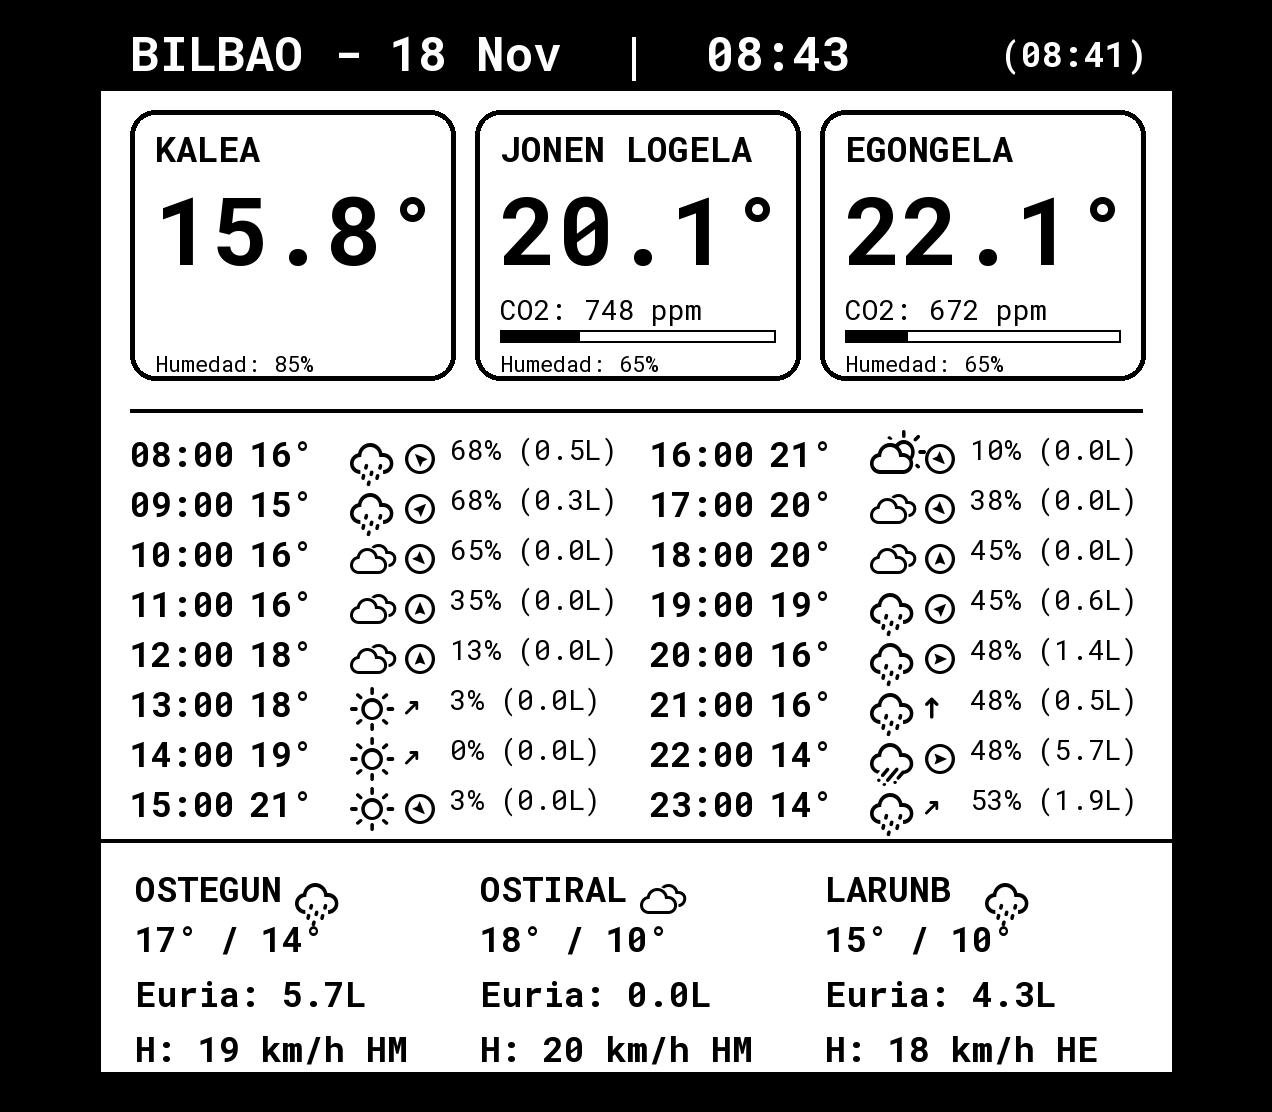 BILBAO - 18 Nov | 08:43 (08:41)
KALEA
15.8°
Humedad: 85%
JONEN LOGELA
20.1°
CO2: 748 ppm
Humedad: 65%
EGONGELA
22.1°
CO2: 672 ppm
Humedad: 65%
08:00 16° 68% (0.5L)
09:00 15° 68% (0.3L)
10:00 16° 65% (0.0L)
11:00 16° 35% (0.0L)
12:00 18° 13% (0.0L)
13:00 18° 3% (0.0L)
14:00 19° 0% (0.0L)
15:00 21° 3% (0.0L)
16:00 21° 10% (0.0L)
17:00 20° 38% (0.0L)
18:00 20° 45% (0.0L)
19:00 19° 45% (0.6L)
20:00 16° 48% (1.4L)
21:00 16° 48% (0.5L)
22:00 14° 48% (5.7L)
23:00 14° 53% (1.9L)
OSTEGUN
17° / 14°
Euria: 5.7L
H: 19 km/h HM
OSTIRAL
18° / 10°
Euria: 0.0L
H: 20 km/h HM
LARUNB
15° / 10°
Euria: 4.3L
H: 18 km/h HE